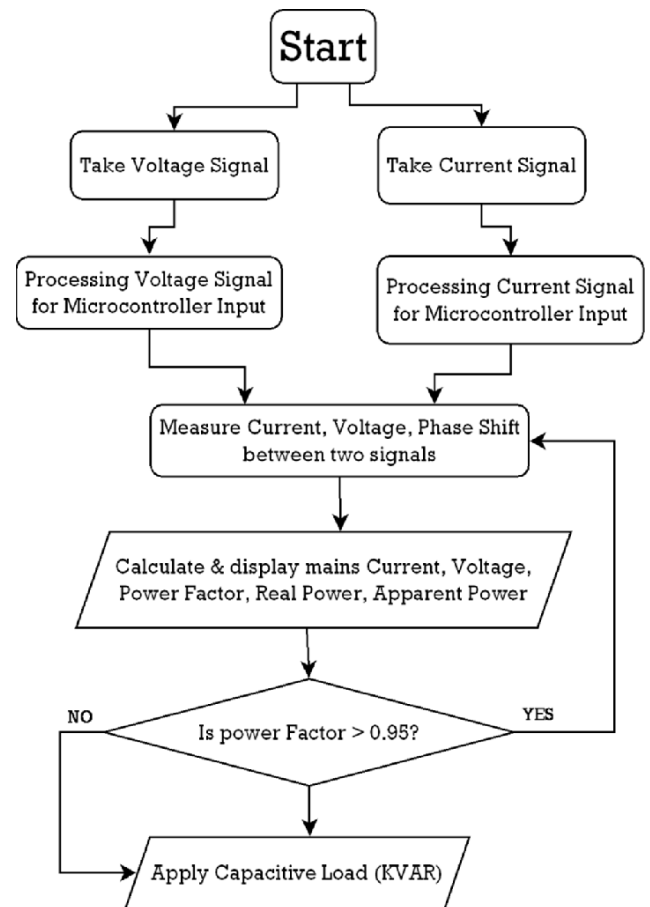 Start
Take Voltage Signal
Take Current Signal
Processing Voltage Signal
for Microcontroller Input
Processing Current Signal
for Microcontroller Input
Measure Current, Voltage, Phase Shift
between two signals
Calculate & display mains Current, Voltage,
Power Factor, Real Power, Apparent Power
NO
YES
Is power Factor > 0.95?
Apply Capacitive Load (KVAR)